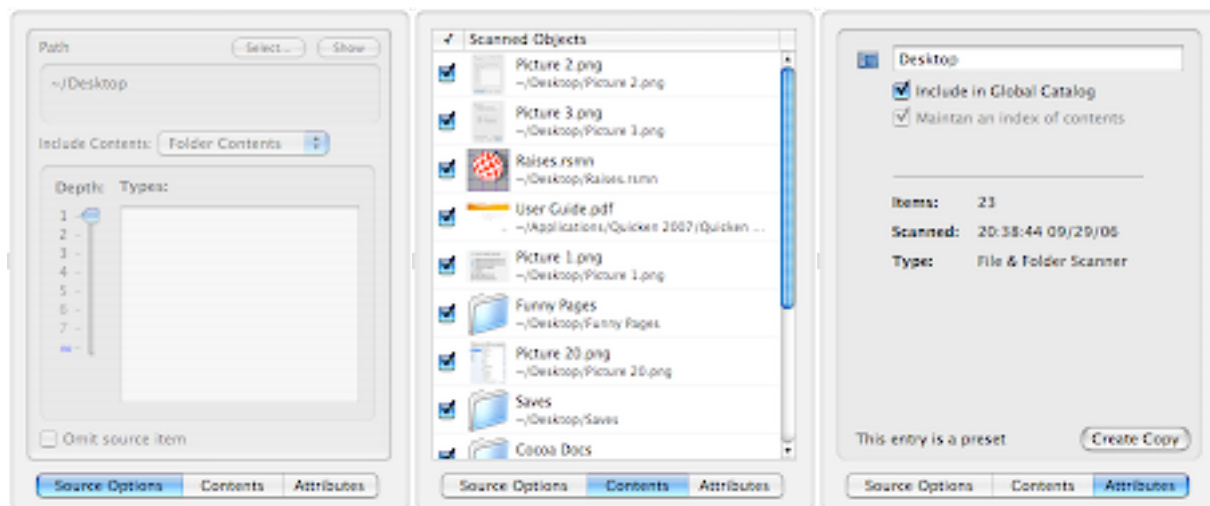 Path
Select...
Show
~/Desktop
Include Contents:
Folder Contents
Depth:
Types:
1
2
3
4
5
6
7
∞
Omit source item
Source Options
Contents
Attributes
✓
Scanned Objects
Picture 2.png
~/Desktop/Picture 2.png
Picture 3.png
~/Desktop/Picture 3.png
Raises.rsmn
~/Desktop/Raises.rsmn
User Guide.pdf
~/Applications/Quicken 2007/Quicken ...
Picture 1.png
~/Desktop/Picture 1.png
Funny Pages
~/Desktop/Funny Pages
Picture 20.png
~/Desktop/Picture 20.png
Saves
~/Desktop/Saves
Cocoa Docs
Source Options
Contents
Attributes
Desktop
Include in Global Catalog
Maintan an index of contents
Items: 23
Scanned: 20:38:44 09/29/06
Type: File & Folder Scanner
This entry is a preset
Create Copy
Source Options
Contents
Attributes